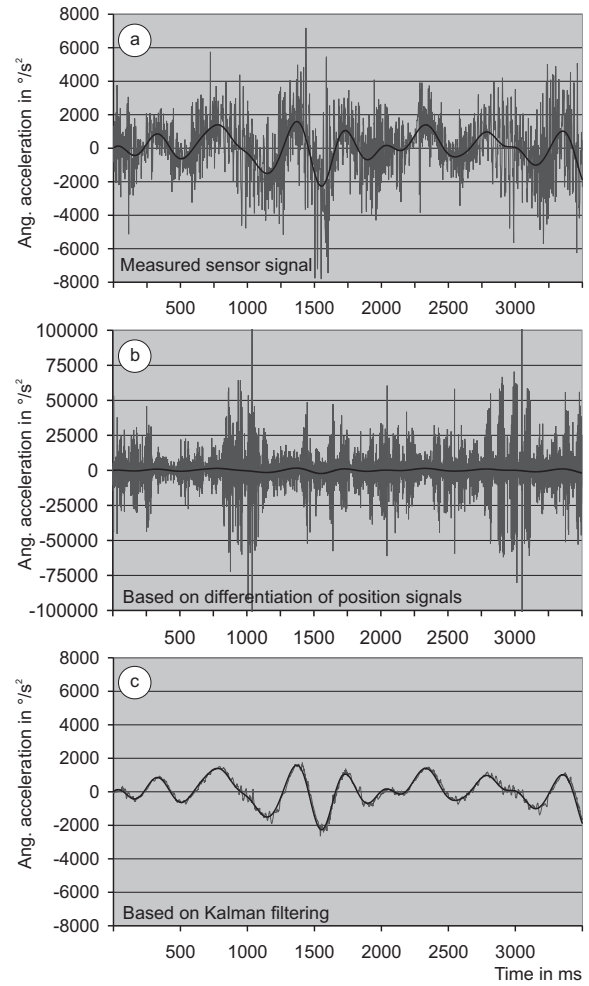 8000
6000
4000
2000
0
-2000
-4000
-6000
-8000
Ang. acceleration in °/s²
a
Measured sensor signal
500 1000 1500 2000 2500 3000
100000
75000
50000
25000
0
-25000
-50000
-75000
-100000
Ang. acceleration in °/s²
b
Based on differentiation of position signals
500 1000 1500 2000 2500 3000
8000
6000
4000
2000
0
-2000
-4000
-6000
-8000
Ang. acceleration in °/s²
c
Based on Kalman filtering
500 1000 1500 2000 2500 3000
Time in ms